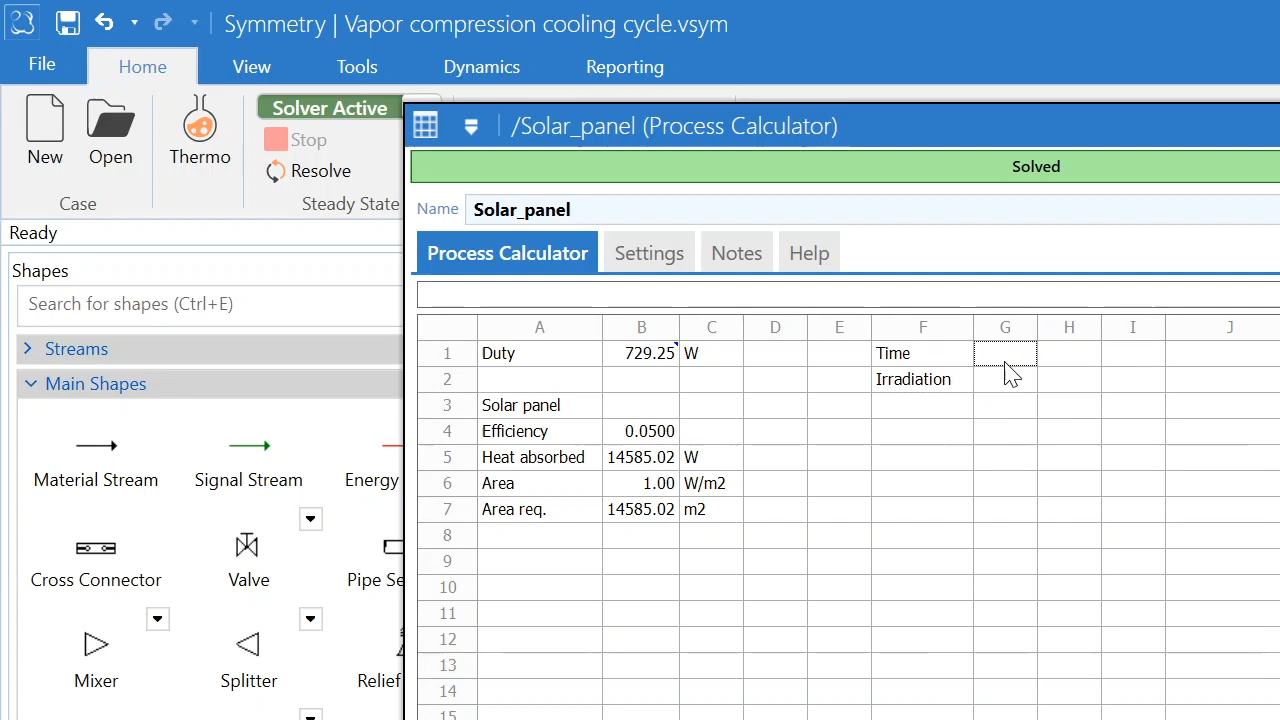 Symmetry | Vapor compression cooling cycle.vsym
File Home View Tools Dynamics Reporting
New Open Thermo
Solver Active
Stop
Resolve
Case Steady State
Ready
Shapes
Search for shapes (Ctrl+E)
Streams
Main Shapes
Material Stream Signal Stream Energy
Cross Connector Valve Pipe Se
Mixer Splitter Relief
/Solar_panel (Process Calculator)
Solved
Name Solar_panel
Process Calculator Settings Notes Help
A B C D E F G H I J
1 Duty 729.25 W Time
2 Irradiation
3 Solar panel
4 Efficiency 0.0500
5 Heat absorbed 14585.02 W
6 Area 1.00 W/m2
7 Area req. 14585.02 m2
8
9
10
11
12
13
14
15